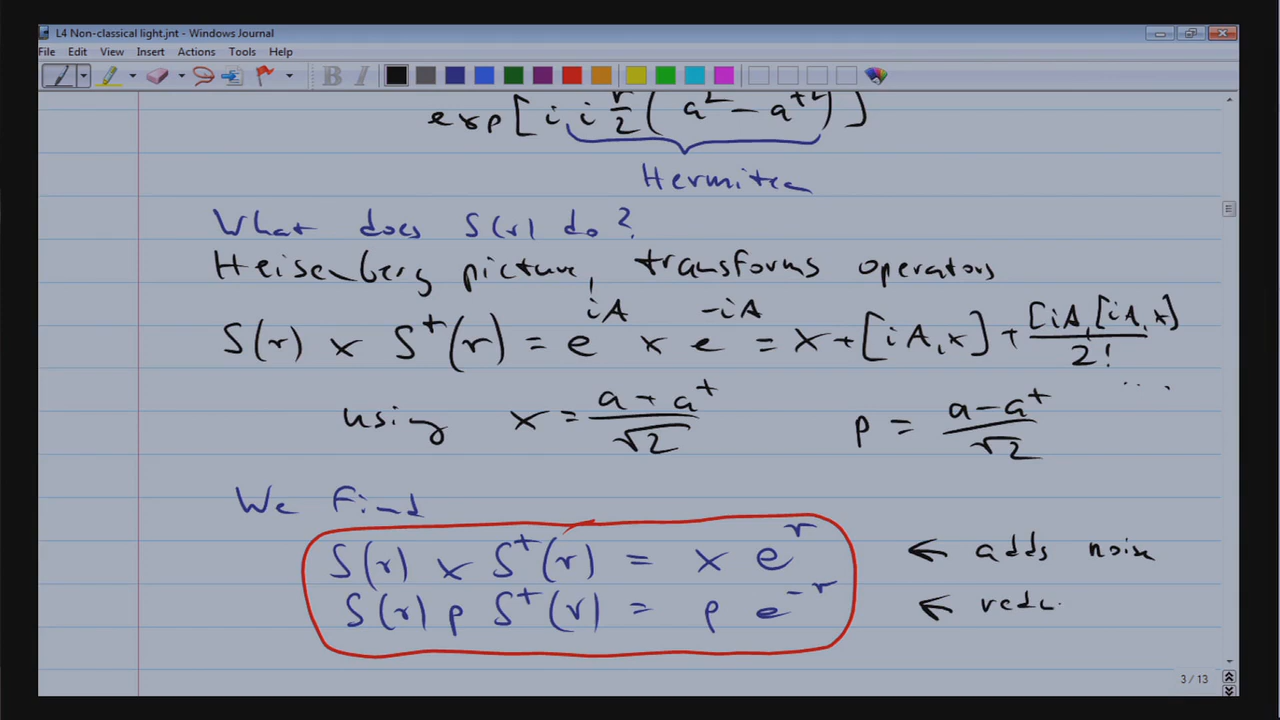 L4 Non-classical light.jnt - Windows Journal
File Edit View Insert Actions Tools Help
B I
exp[i i r/2 (a² - a†²)]
Hermitea
What does S(r) do?
Heisenberg picture, transforms operators
S(r) x S†(r) = e^{iA} x e^{-iA} = x + [iA, x] + [iA, [iA, x]/2! ....
using x = (a + a†)/√2 p = (a - a†)/√2
We find
S(r) x S†(r) = x e^r ← adds noise
S(r) p S†(r) = p e^{-r} ← redu
3 / 13